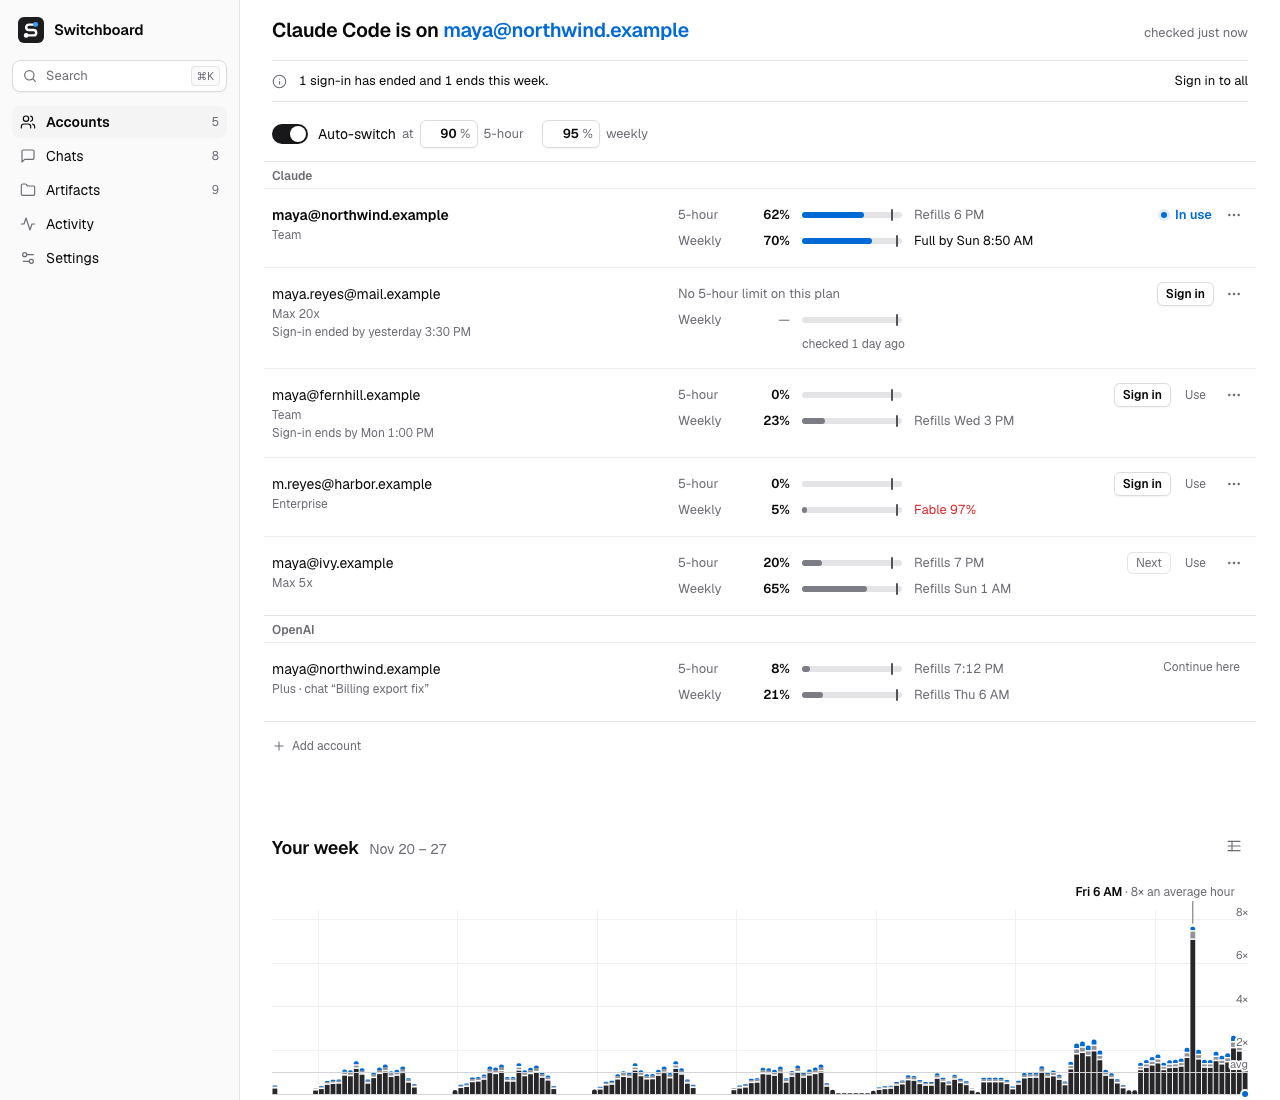 Switchboard
Search ⌘K
Accounts 5
Chats 8
Artifacts 9
Activity
Settings
Claude Code is on maya@northwind.example
checked just now
1 sign-in has ended and 1 ends this week.
Sign in to all
Auto-switch at 90 % 5-hour 95 % weekly
Claude
maya@northwind.example
Team
5-hour 62% Refills 6 PM
Weekly 70% Full by Sun 8:50 AM
In use
maya.reyes@mail.example
Max 20x
Sign-in ended by yesterday 3:30 PM
No 5-hour limit on this plan
Weekly —
checked 1 day ago
Sign in
maya@fernhill.example
Team
Sign-in ends by Mon 1:00 PM
5-hour 0%
Weekly 23% Refills Wed 3 PM
Sign in Use
m.reyes@harbor.example
Enterprise
5-hour 0%
Weekly 5% Fable 97%
Sign in Use
maya@ivy.example
Max 5x
5-hour 20% Refills 7 PM
Weekly 65% Refills Sun 1 AM
Next Use
OpenAI
maya@northwind.example
Plus · chat “Billing export fix”
5-hour 8% Refills 7:12 PM
Weekly 21% Refills Thu 6 AM
Continue here
Add account
Your week Nov 20 – 27
Fri 6 AM · 8× an average hour
8×
6×
4×
2×
avg